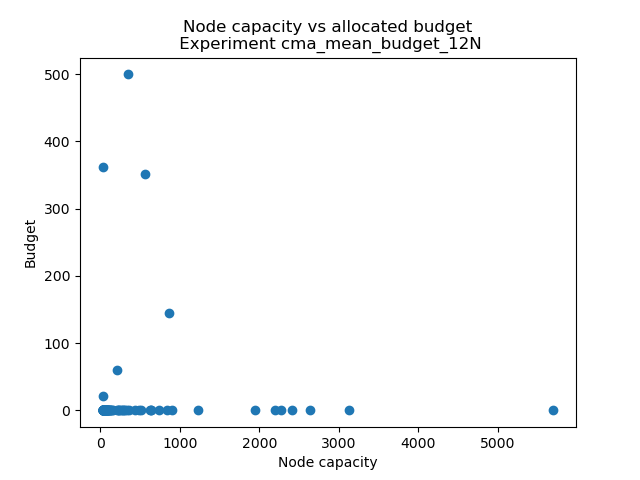 Node capacity vs allocated budget
Experiment cma_mean_budget_12N
500
400
300
200
100
0
Budget
0 1000 2000 3000 4000 5000
Node capacity